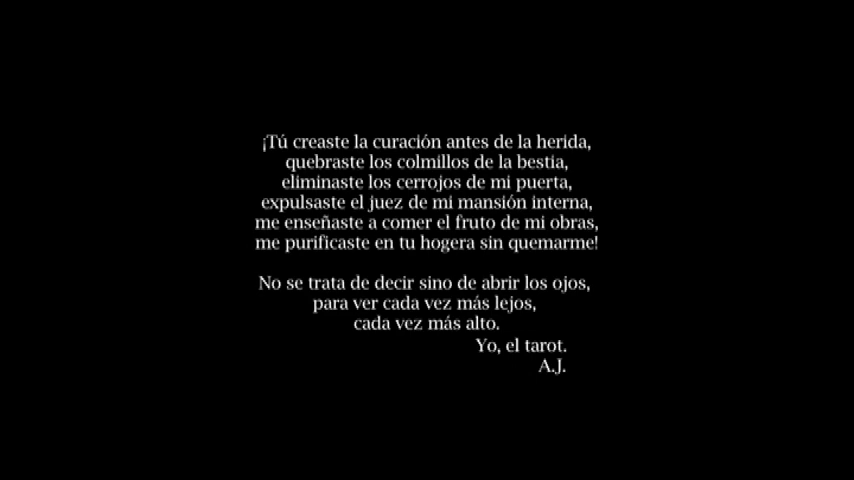 ¡Tú creaste la curación antes de la herida,
quebraste los colmillos de la bestia,
eliminaste los cerrojos de mi puerta,
expulsaste el juez de mi mansión interna,
me enseñaste a comer el fruto de mi obras,
me purificaste en tu hogera sin quemarme!
No se trata de decir sino de abrir los ojos,
para ver cada vez más lejos,
cada vez más alto.
Yo, el tarot.
A.J.